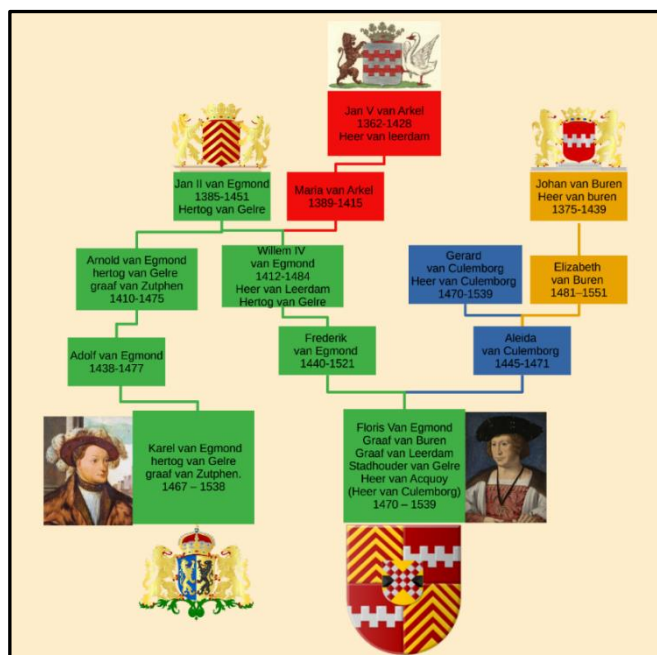 Jan V van Arkel
1362-1428
Heer van leerdam
Jan II van Egmond
1385-1451
Hertog van Gelre
Maria van Arkel
1389-1415
Johan van Buren
Heer van buren
1375-1439
Arnold van Egmond
hertog van Gelre
graaf van Zutphen
1410-1475
Willem IV
van Egmond
1412-1484
Heer van Leerdam
Hertog van Gelre
Gerard
van Culemborg
Heer van Culemborg
1470-1539
Elizabeth
van Buren
1481–1551
Adolf van Egmond
1438-1477
Frederik
van Egmond
1440-1521
Aleida
van Culemborg
1445-1471
Karel van Egmond
hertog van Gelre
graaf van Zutphen.
1467 – 1538
Floris Van Egmond
Graaf van Buren
Graaf van Leerdam
Stadhouder van Gelre
Heer van Acquoy
(Heer van Culemborg)
1470 – 1539